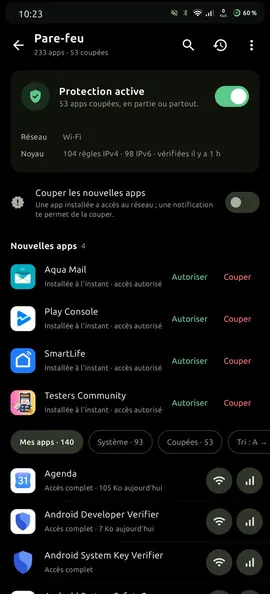 10:23
0
KB/s
60 %
Pare-feu
233 apps · 53 coupées
Protection active
53 apps coupées, en partie ou partout.
Réseau Wi-Fi
Noyau 104 règles IPv4 · 98 IPv6 · vérifiées il y a 1 h
Couper les nouvelles apps
Une app installée a accès au réseau ; une notification
te permet de la couper.
Nouvelles apps 4
Aqua Mail
Installée à l'instant · accès autorisé
Autoriser Couper
Play Console
Installée à l'instant · accès autorisé
Autoriser Couper
SmartLife
Installée à l'instant · accès autorisé
Autoriser Couper
Testers Community
Installée à l'instant · accès autorisé
Autoriser Couper
Mes apps · 140 Système · 93 Coupées · 53 Tri : A →
31
Agenda
Accès complet · 105 Ko aujourd'hui
Android Developer Verifier
Accès complet · 7 Ko aujourd'hui
Android System Key Verifier
Accès complet